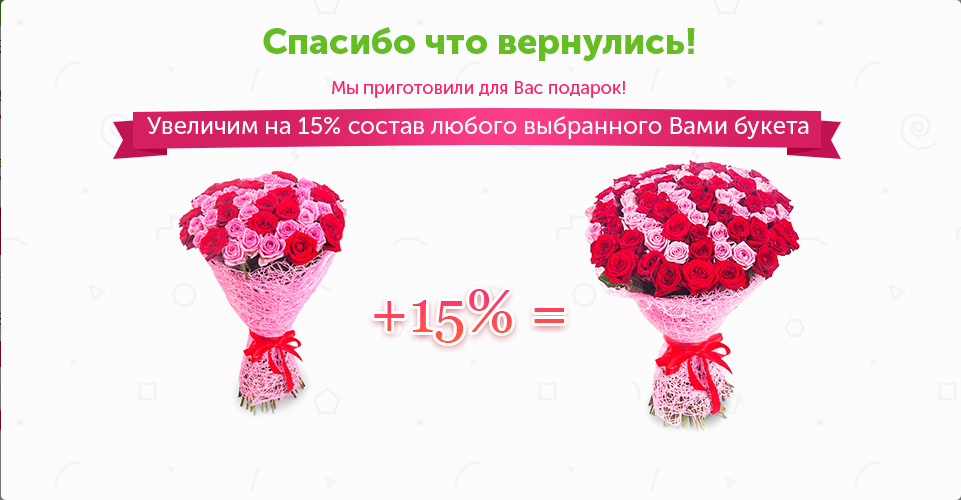 Спасибо что вернулись!
Мы приготовили для Вас подарок!
Увеличим на 15% состав любого выбранного Вами букета
+15% =